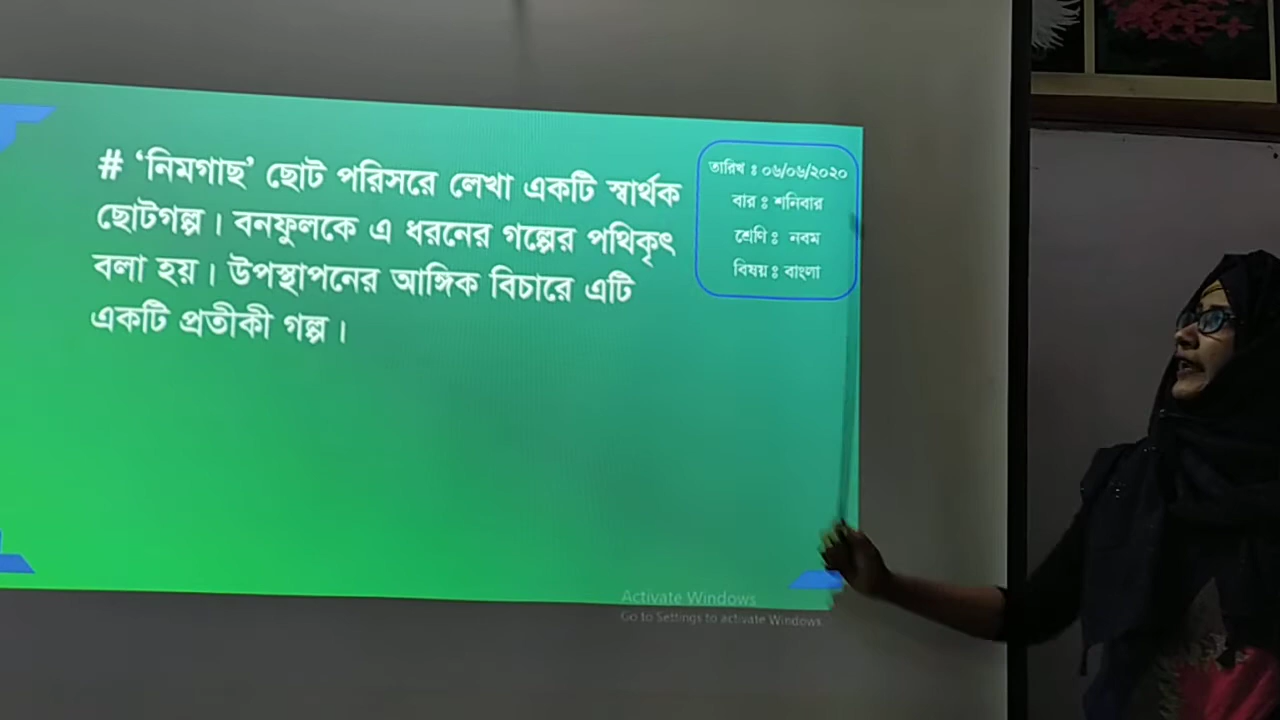 # ‘নিমগাছ’ ছোট পরিসরে লেখা একটি স্বার্থক
ছোটগল্প। বনফুলকে এ ধরনের গল্পের পথিকৃৎ
বলা হয়। উপস্থাপনের আঙ্গিক বিচারে এটি
একটি প্রতীকী গল্প।
তারিখ ঃ ০৬/০৬/২০২০
বার ঃ শনিবার
শ্রেণি ঃ নবম
বিষয় ঃ বাংলা
Activate Windows
Go to Settings to activate Windows.